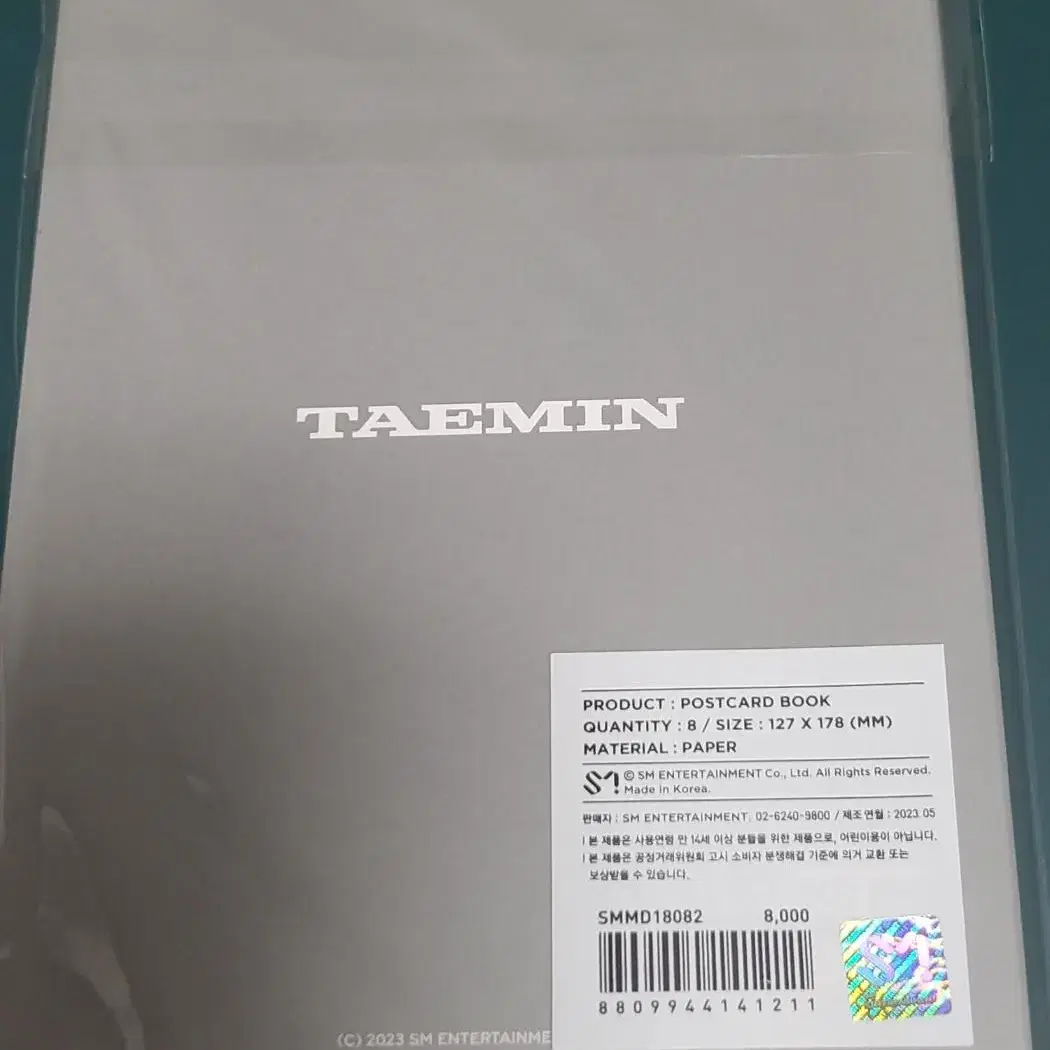 TAEMIN
PRODUCT : POSTCARD BOOK
QUANTITY : 8 / SIZE : 127 X 178 (MM)
MATERIAL : PAPER
SM © SM ENTERTAINMENT Co., Ltd. All Rights Reserved.
Made in Korea.
판매자 : SM ENTERTAINMENT, 02-6240-9800 / 제조연월 : 2023.05
| 본 제품은 사용연령 만 14세 이상 분들을 위한 제품으로, 어린이용이 아닙니다.
| 본 제품은 공정거래위원회 고시 소비자 분쟁해결 기준에 의거 교환 또는
보상받을 수 있습니다.
SMMD18082 8,000
8809944141211
SM
(C) 2023 SM ENTERTAINME